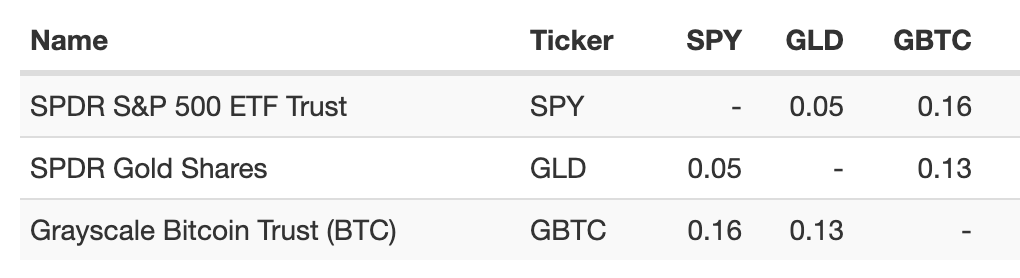 Name Ticker SPY GLD GBTC
SPDR S&P 500 ETF Trust SPY - 0.05 0.16
SPDR Gold Shares GLD 0.05 - 0.13
Grayscale Bitcoin Trust (BTC) GBTC 0.16 0.13 -